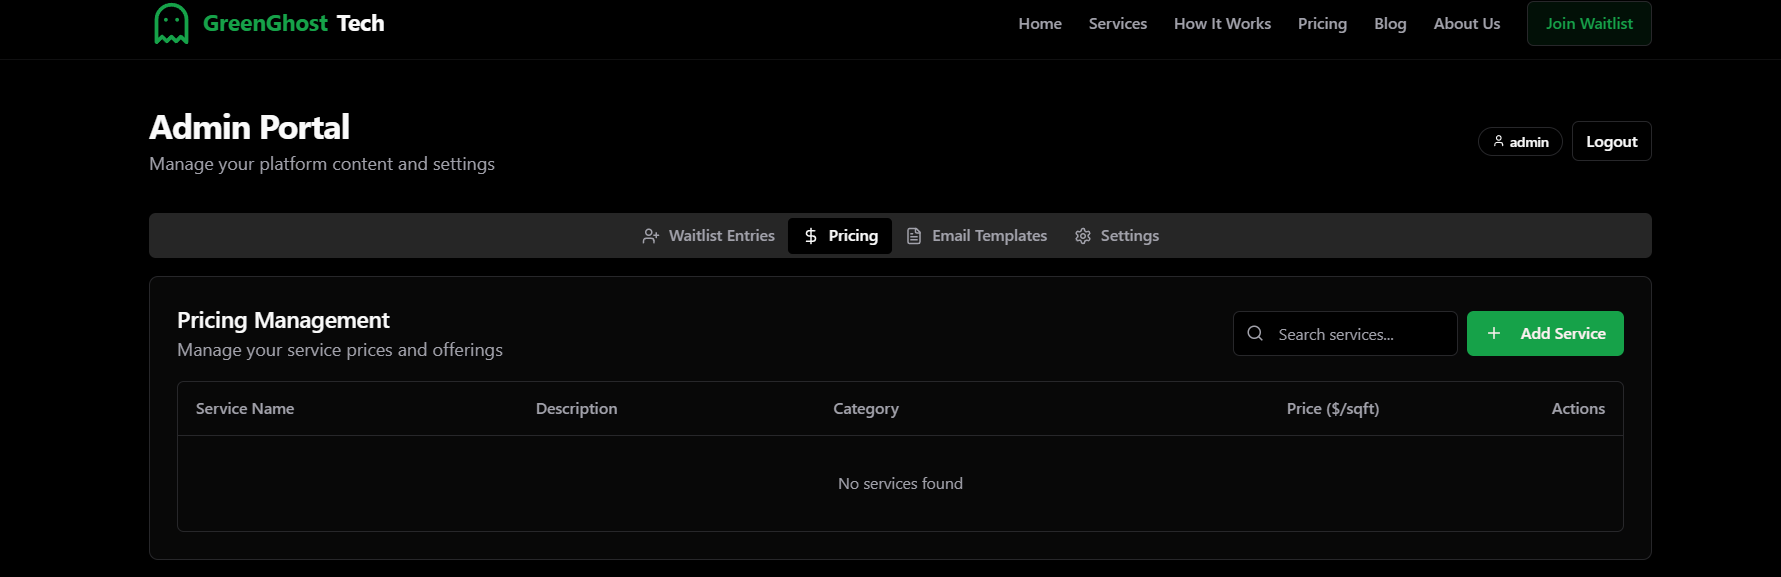 GreenGhost Tech
Home Services How It Works Pricing Blog About Us Join Waitlist
Admin Portal
Manage your platform content and settings
admin Logout
Waitlist Entries Pricing Email Templates Settings
Pricing Management
Manage your service prices and offerings
Search services... Add Service
Service Name Description Category Price ($/sqft) Actions
No services found